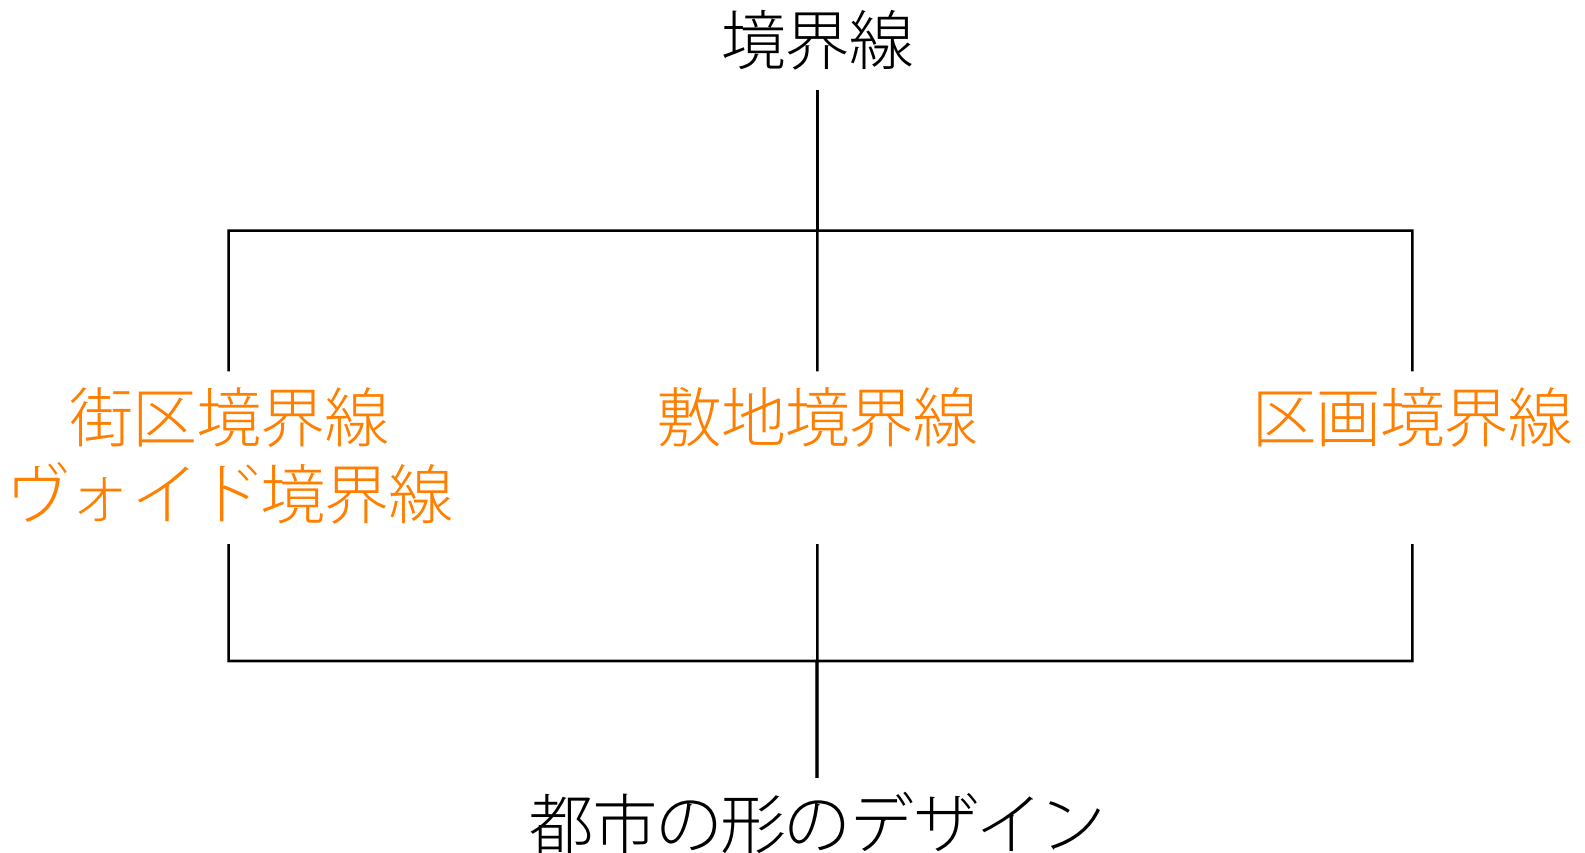 境界線
街区境界線
ヴォイド境界線
敷地境界線
区画境界線
都市の形のデザイン